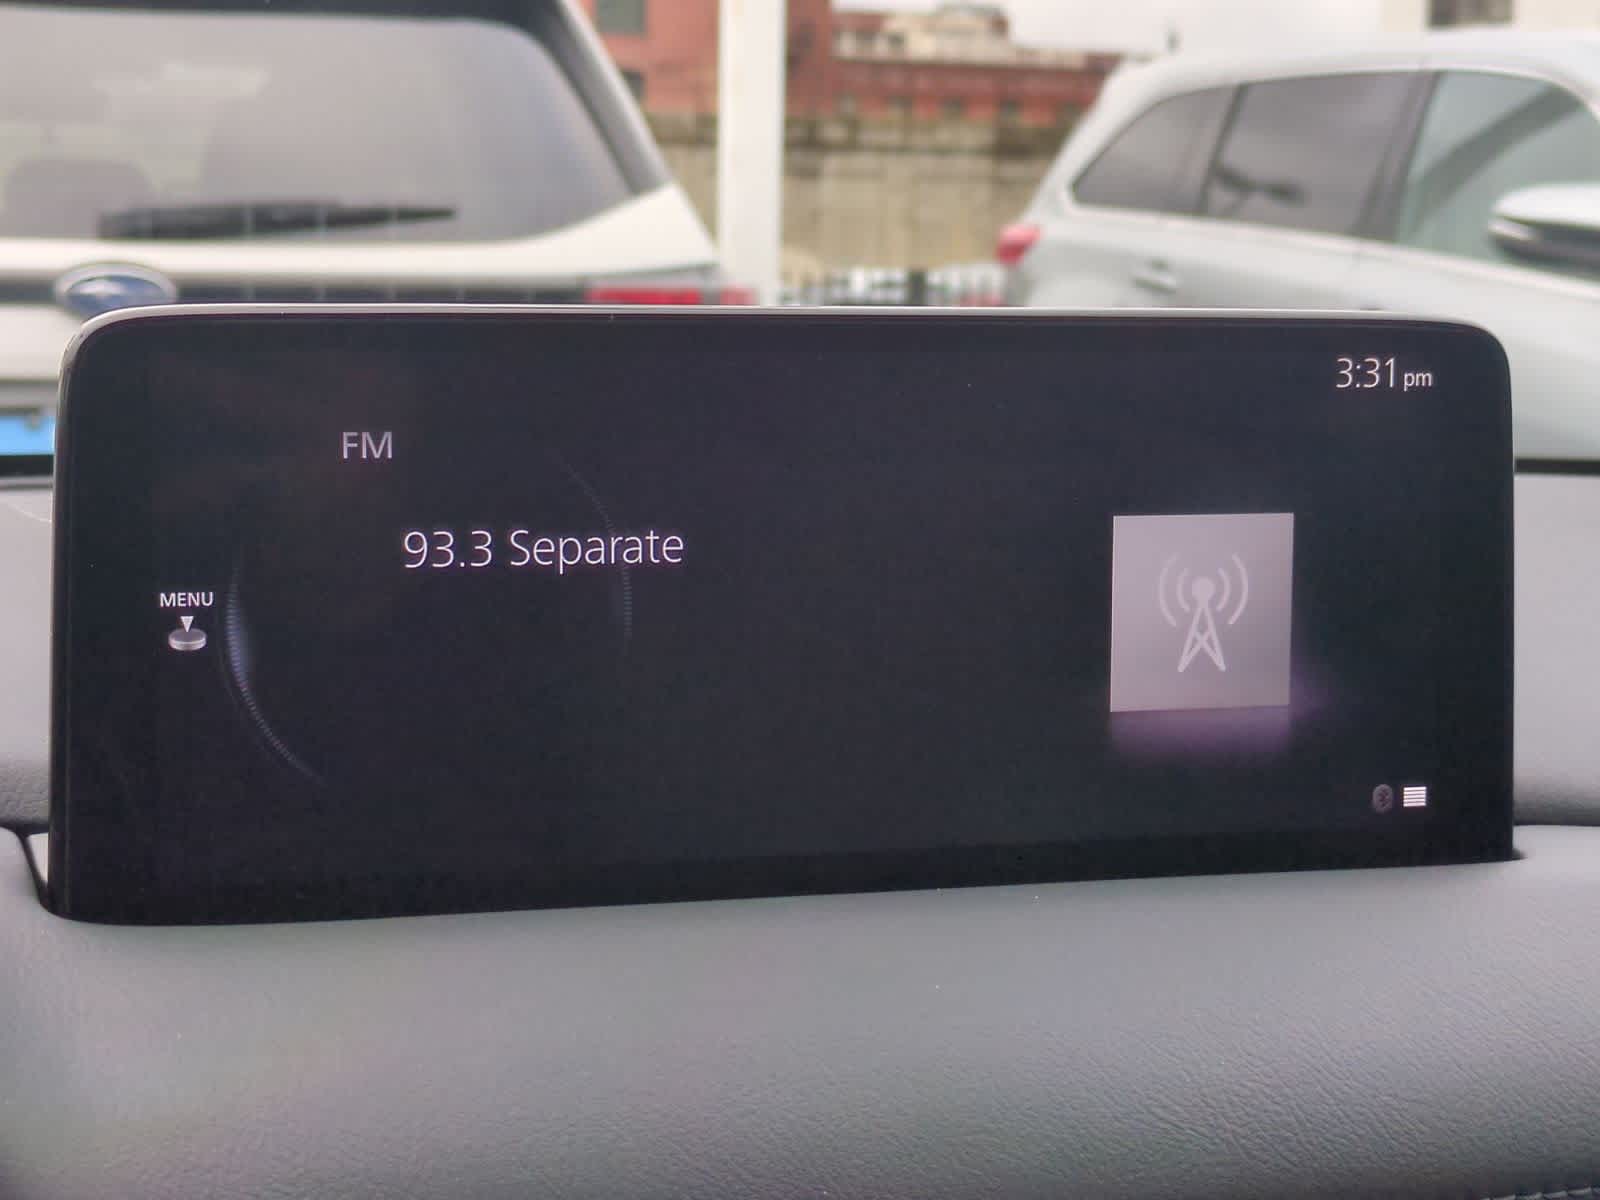 3:31 pm
FM
93.3 Separate
MENU